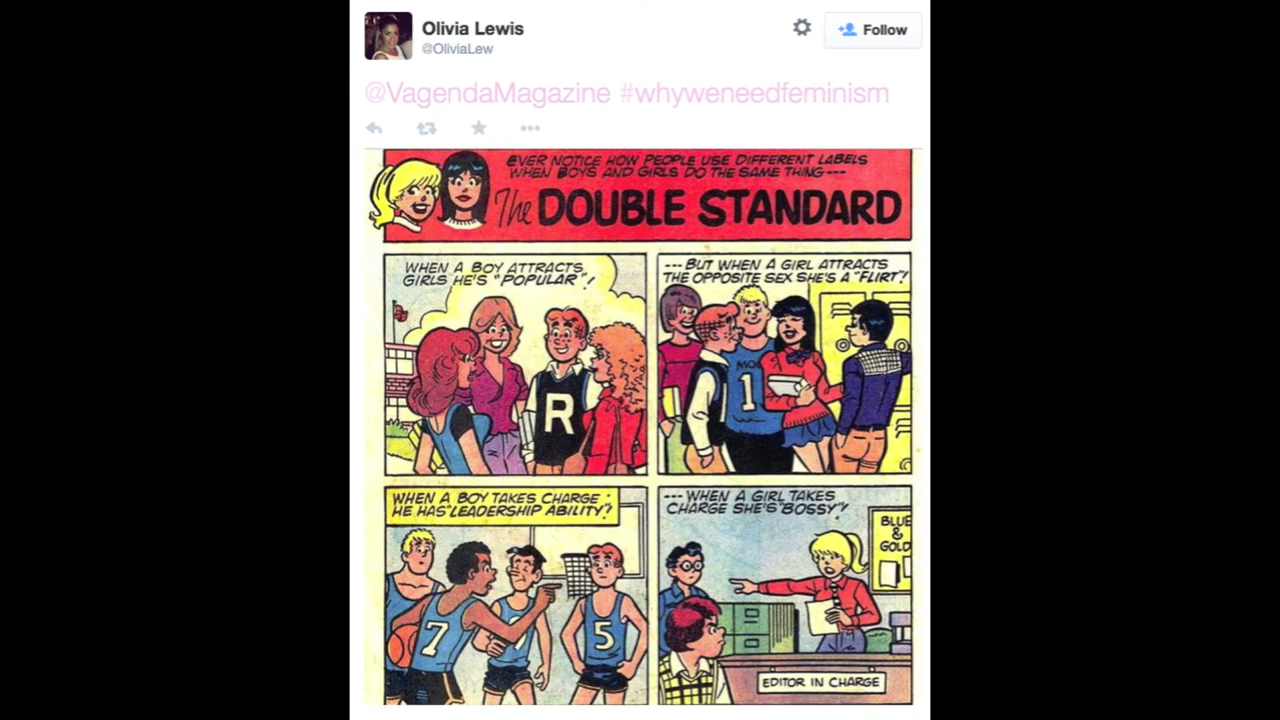 Olivia Lewis
@OliviaLew
Follow
@VagendaMagazine #whyweneedfeminism
EVER NOTICE HOW PEOPLE USE DIFFERENT LABELS
WHEN BOYS AND GIRLS DO THE SAME THING---
The DOUBLE STANDARD
WHEN A BOY ATTRACTS
GIRLS HE'S "POPULAR"!
--- BUT WHEN A GIRL ATTRACTS
THE OPPOSITE SEX SHE'S A "FLIRT"!
R
MOO
1
WHEN A BOY TAKES CHARGE
HE HAS "LEADERSHIP ABILITY"!
7
5
--- WHEN A GIRL TAKES
CHARGE SHE'S "BOSSY"!
BLUE
&
GOLD
EDITOR IN CHARGE